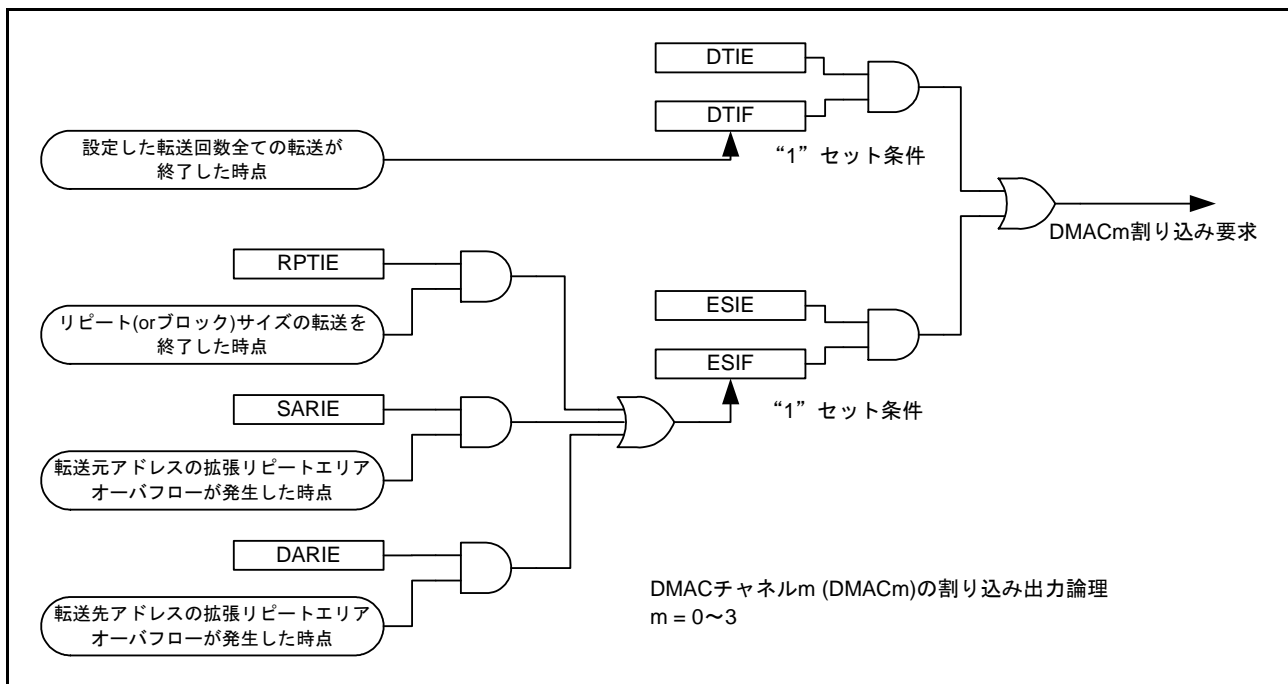 DTIE
DTIF
“1”セット条件
設定した転送回数全ての転送が
終了した時点
DMACm割り込み要求
RPTIE
リピート(orブロック)サイズの転送を
終了した時点
ESIE
ESIF
“1”セット条件
SARIE
転送元アドレスの拡張リピートエリア
オーバフローが発生した時点
DARIE
転送先アドレスの拡張リピートエリア
オーバフローが発生した時点
DMACチャネルm (DMACm)の割り込み出力論理
m = 0～3